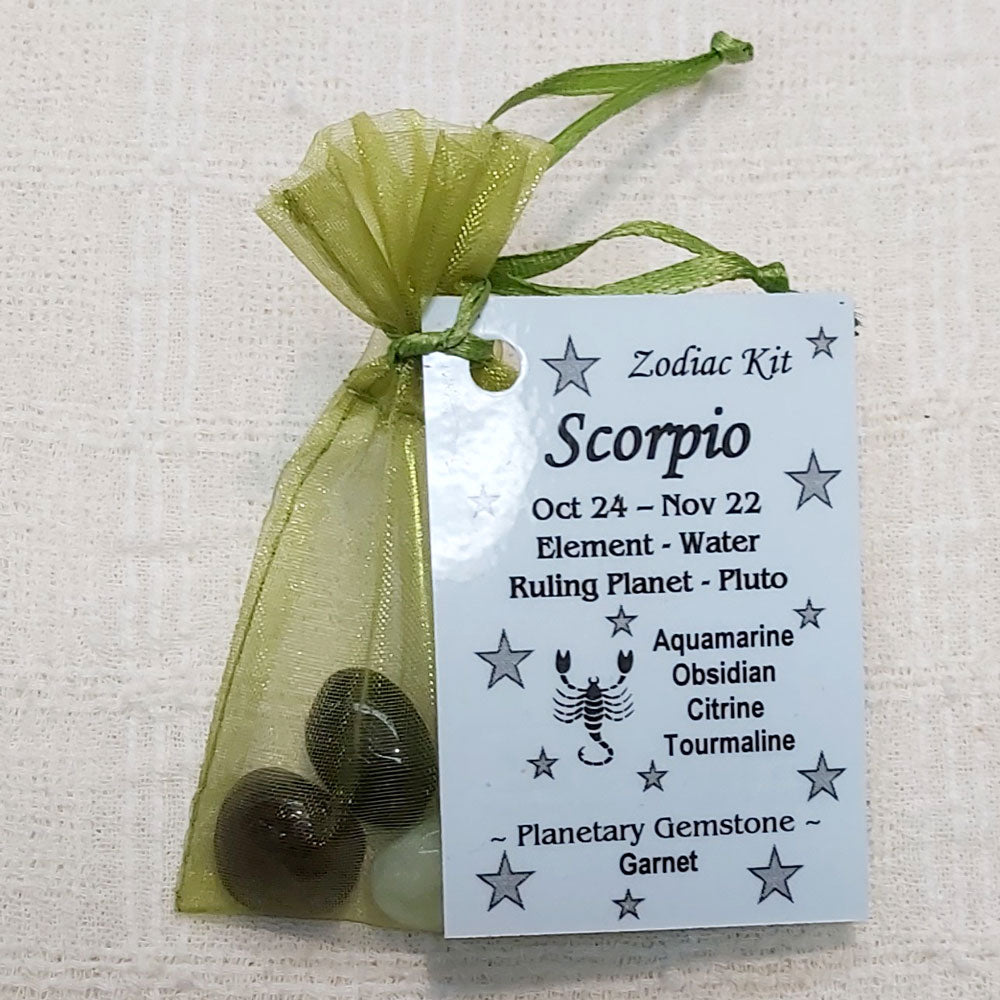 Zodiac Kit
Scorpio
Oct 24 – Nov 22
Element - Water
Ruling Planet - Pluto
Aquamarine
Obsidian
Citrine
Tourmaline
~ Planetary Gemstone ~
Garnet